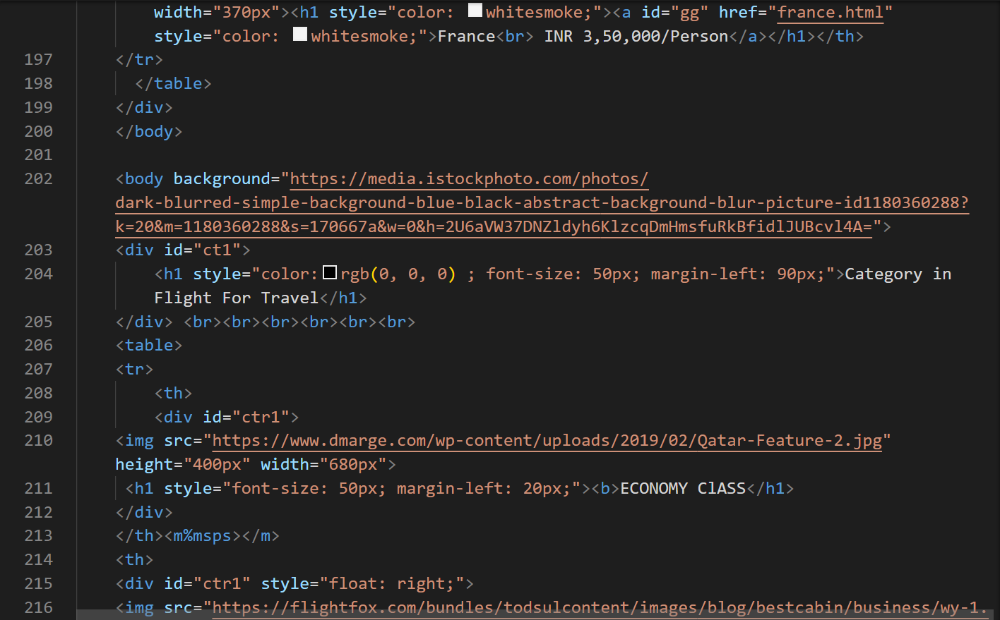 width="370px"><h1 style="color: whitesmoke;"><a id="gg" href="france.html"
style="color: whitesmoke;">France<br> INR 3,50,000/Person</a></h1></th>
197 </tr>
198 </table>
199 </div>
200 </body>
201
202 <body background="https://media.istockphoto.com/photos/
dark-blurred-simple-background-blue-black-abstract-background-blur-picture-id1180360288?
k=20&m=1180360288&s=170667a&w=0&h=2U6aVW37DNZldyh6KlzcqDmHmsfuRkBfidlJUBcvl4A=">
203 <div id="ct1">
204 <h1 style="color: rgb(0, 0, 0) ; font-size: 50px; margin-left: 90px;">Category in
Flight For Travel</h1>
205 </div> <br><br><br><br><br><br>
206 <table>
207 <tr>
208 <th>
209 <div id="ctr1">
210 <img src="https://www.dmarge.com/wp-content/uploads/2019/02/Qatar-Feature-2.jpg"
height="400px" width="680px">
211 <h1 style="font-size: 50px; margin-left: 20px;"><b>ECONOMY ClASS</h1>
212 </div>
213 </th><m%msps></m>
214 <th>
215 <div id="ctr1" style="float: right;">
216 <img src="https://flightfox.com/bundles/todsulcontent/images/blog/bestcabin/business/wy-1.